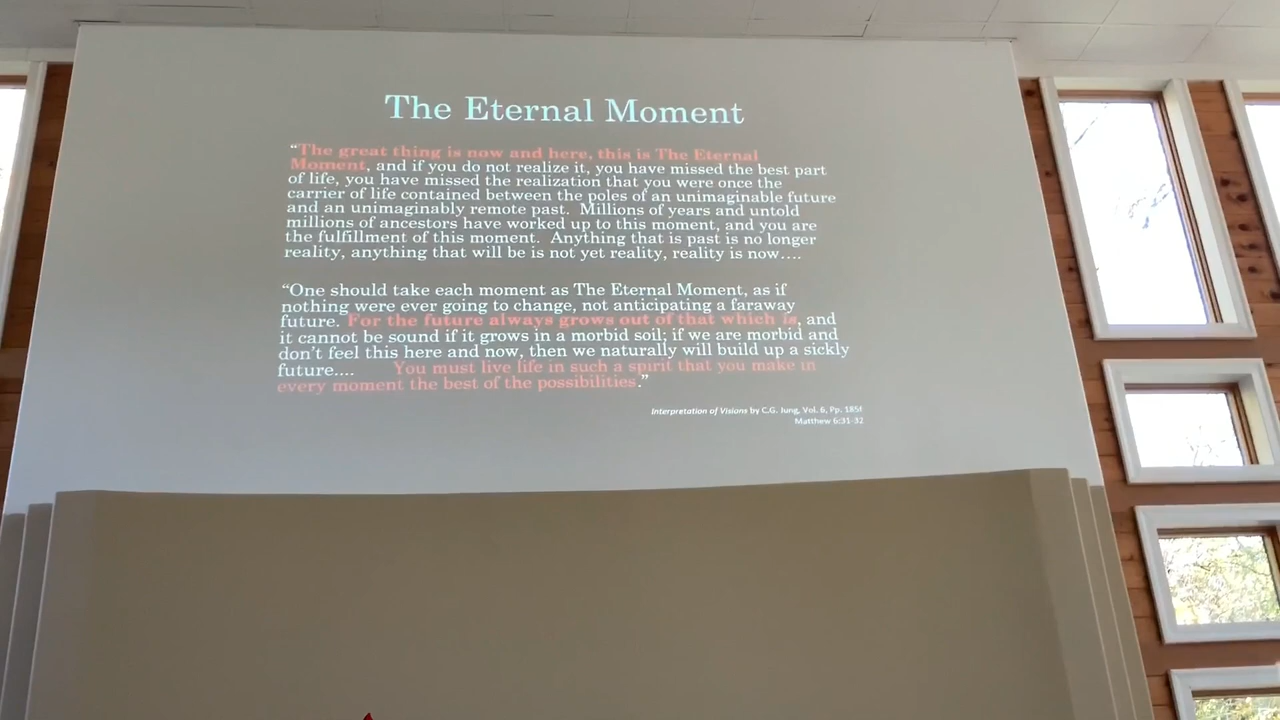 The Eternal Moment
“The great thing is now and here, this is The Eternal
Moment, and if you do not realize it, you have missed the best part
of life, you have missed the realization that you were once the
carrier of life contained between the poles of an unimaginable future
and an unimaginably remote past.  Millions of years and untold
millions of ancestors have worked up to this moment, and you are
the fulfillment of this moment.  Anything that is past is no longer
reality, anything that will be is not yet reality, reality is now….
“One should take each moment as The Eternal Moment, as if
nothing were ever going to change, not anticipating a faraway
future. For the future always grows out of that which is, and
it cannot be sound if it grows in a morbid soil; if we are morbid and
don’t feel this here and now, then we naturally will build up a sickly
future…. You must live life in such a spirit that you make in
every moment the best of the possibilities.”
Interpretation of Visions by C.G. Jung, Vol. 6, Pp. 185f
Matthew 6:31-32